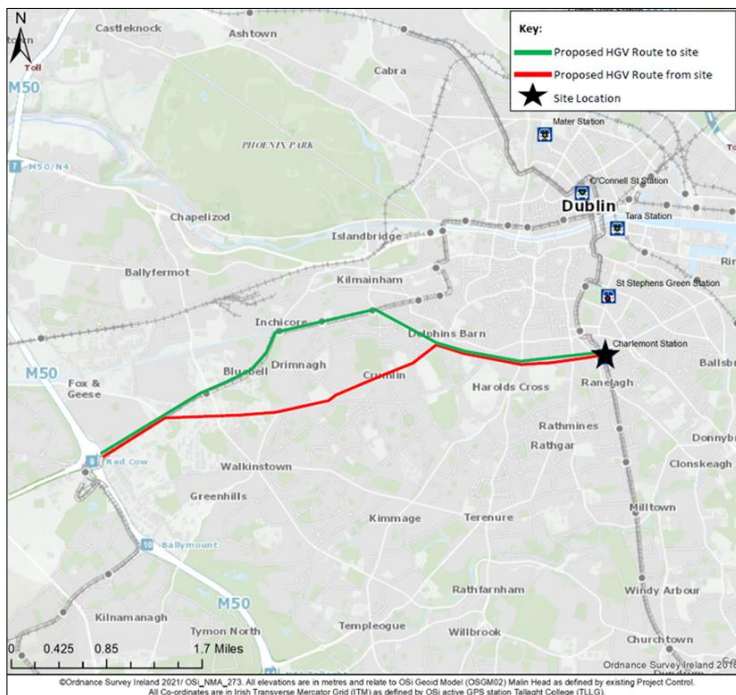 N
Key:
Proposed HGV Route to site
Proposed HGV Route from site
Site Location
Castleknock
Ashtown
Toll
M50
Cabra
Mater Station
PHOENIX PARK
7 M50/N4
O'Connell St Station
Dublin
Tara Station
Chapelizod
Islandbridge
Ballyfermot
Kilmainham
St Stephens Green Station
Inchicore
Dolphins Barn
Charlemont Station
M50
Drimnagh
Bluebell
Fox &
Geese
Crumlin
Harolds Cross
Ranelagh
Ballsb
Rathmines
Rathgar
Donnyb
9 Red Cow
Walkinstown
Clonskeagh
Greenhills
Kimmage
Terenure
Milltown
10 Ballymount
Rathfarnham
Windy Arbour
M50
Kilnamanagh
Tymon North
Templeogue
Willbrook
Churchtown
0 0.425 0.85 1.7 Miles
Ordnance Survey Ireland 2018
©Ordnance Survey Ireland 2021/ OSi_NMA_273. All elevations are in metres and relate to OSi Geoid Model (OSGM02) Malin Head as defined by existing Project Control.
All Co-ordinates are in Irish Transverse Mercator Grid (ITM) as defined by OSi active GPS station Tallaght College (TLLG).